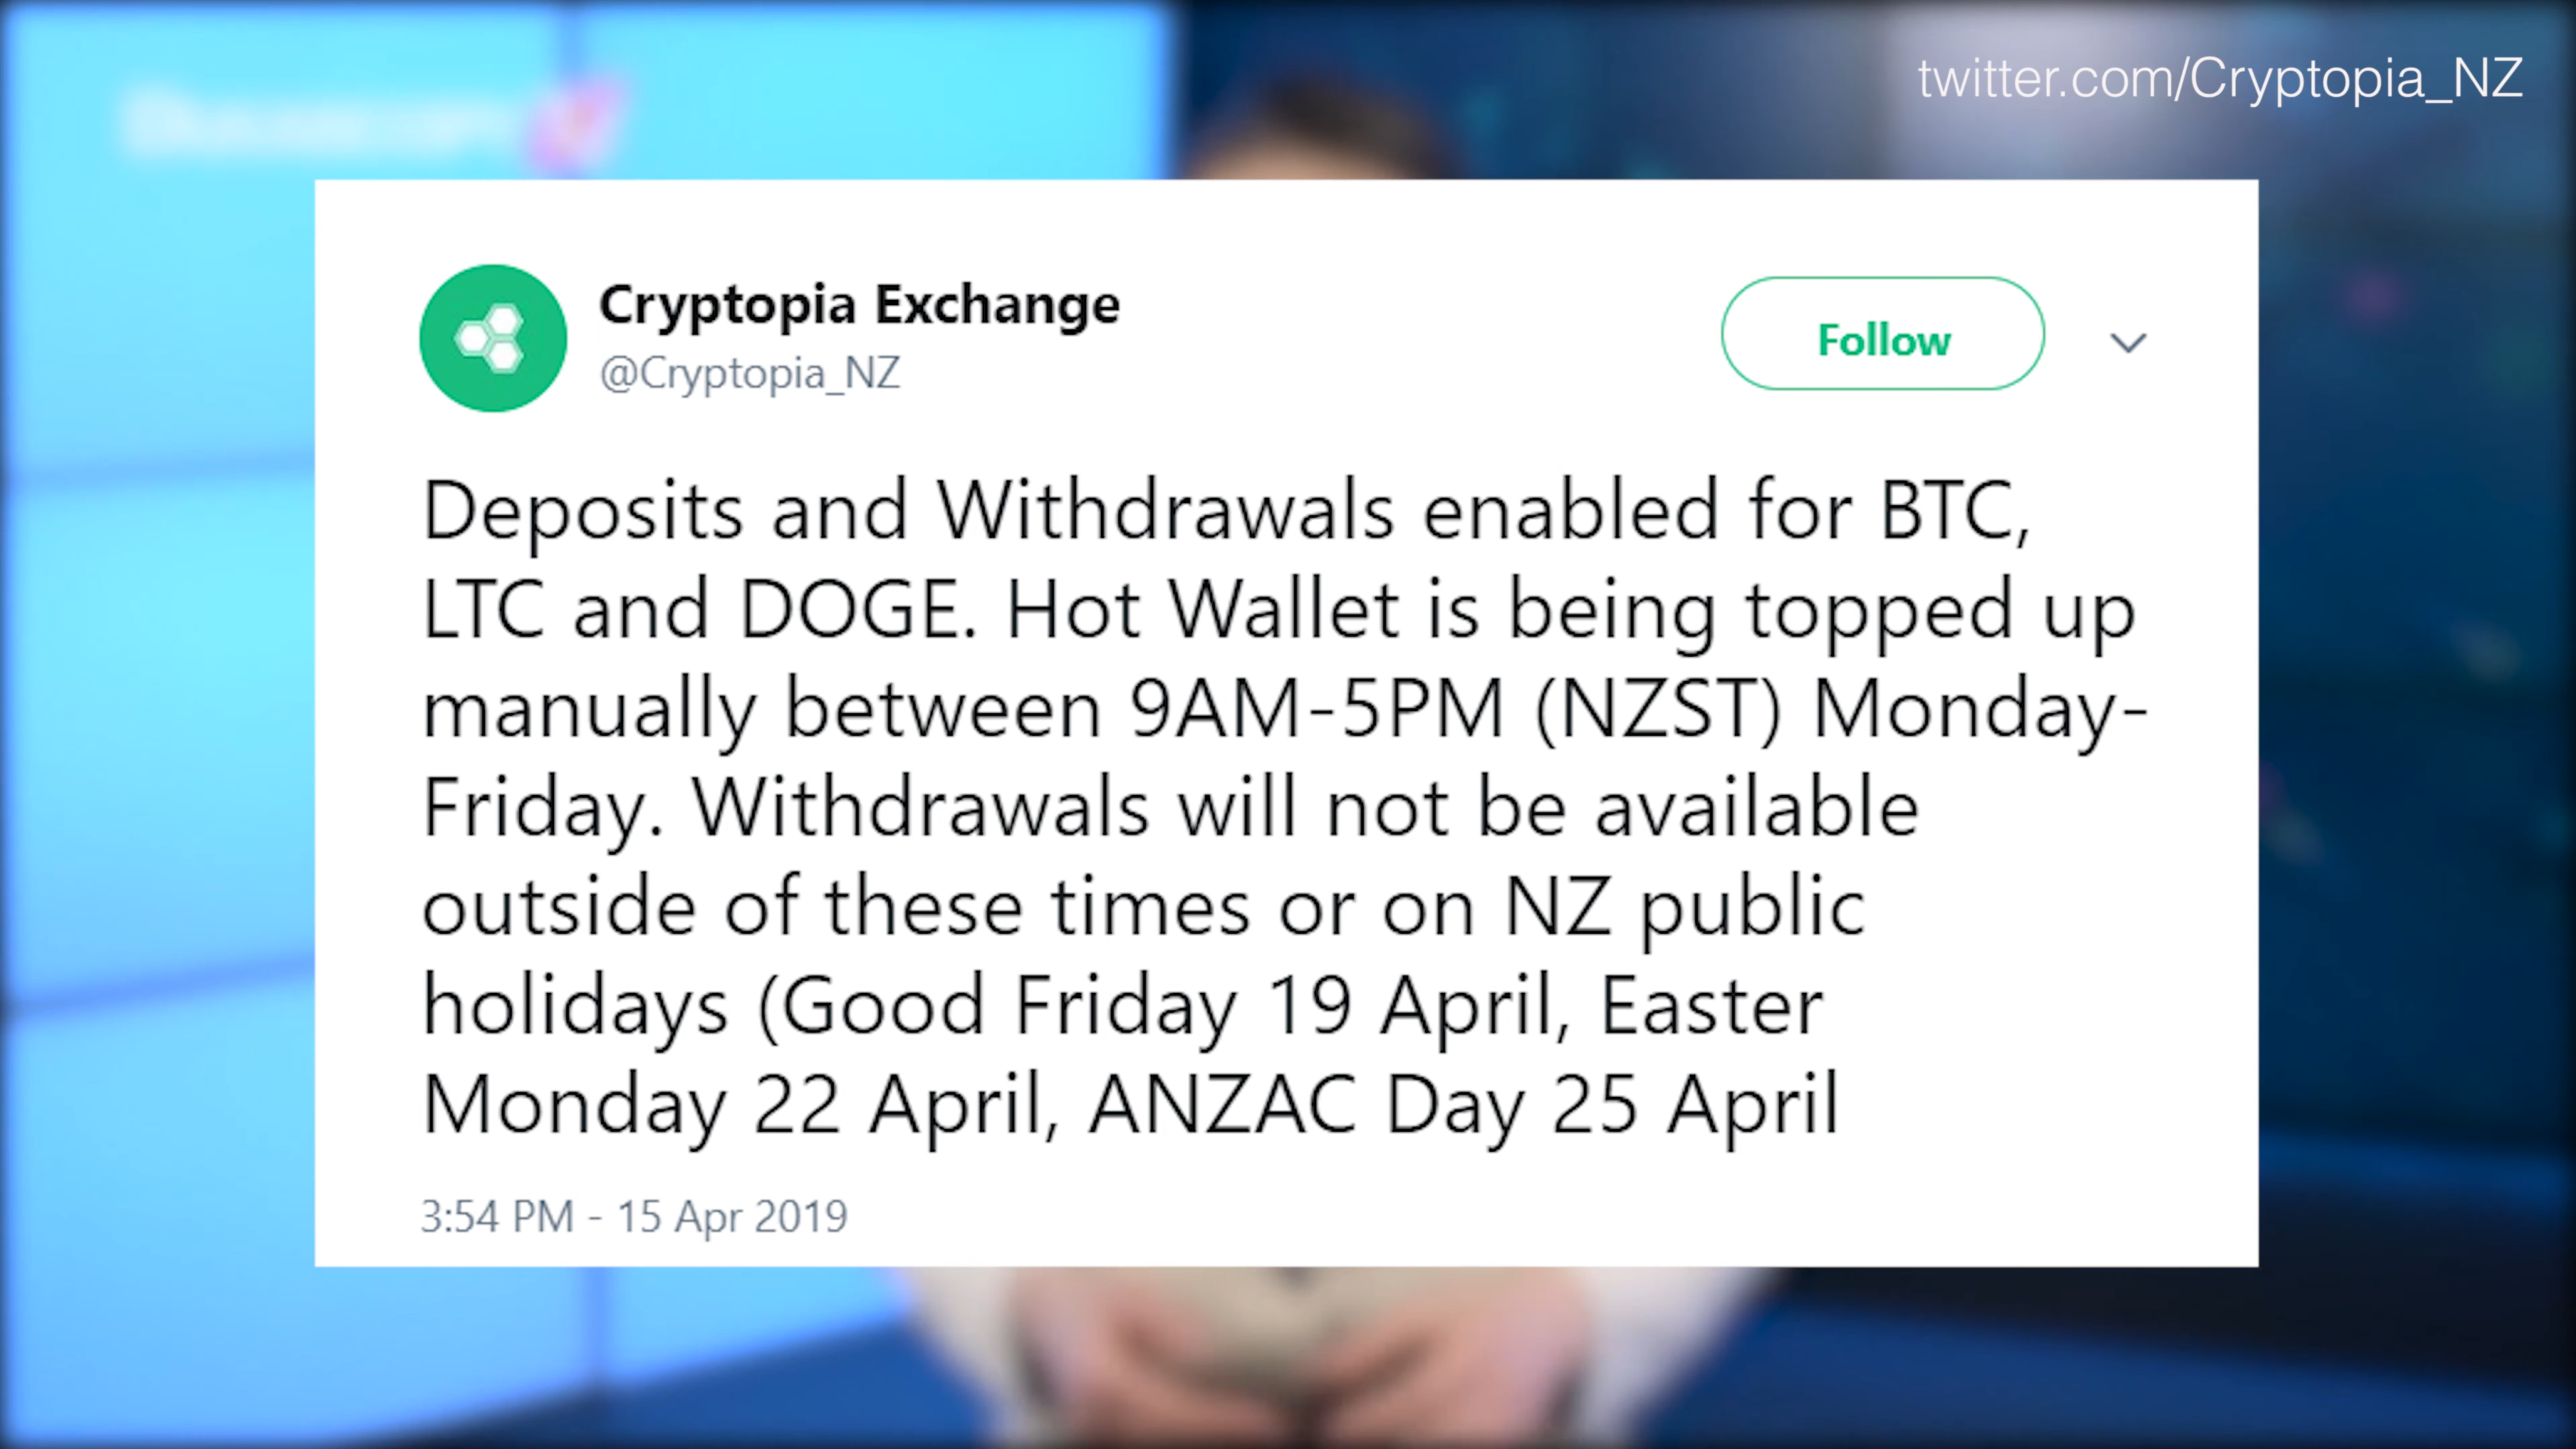 twitter.com/Cryptopia_NZ
Cryptopia Exchange
@Cryptopia_NZ
Follow
Deposits and Withdrawals enabled for BTC,
LTC and DOGE. Hot Wallet is being topped up
manually between 9AM-5PM (NZST) Monday-
Friday. Withdrawals will not be available
outside of these times or on NZ public
holidays (Good Friday 19 April, Easter
Monday 22 April, ANZAC Day 25 April
3:54 PM - 15 Apr 2019